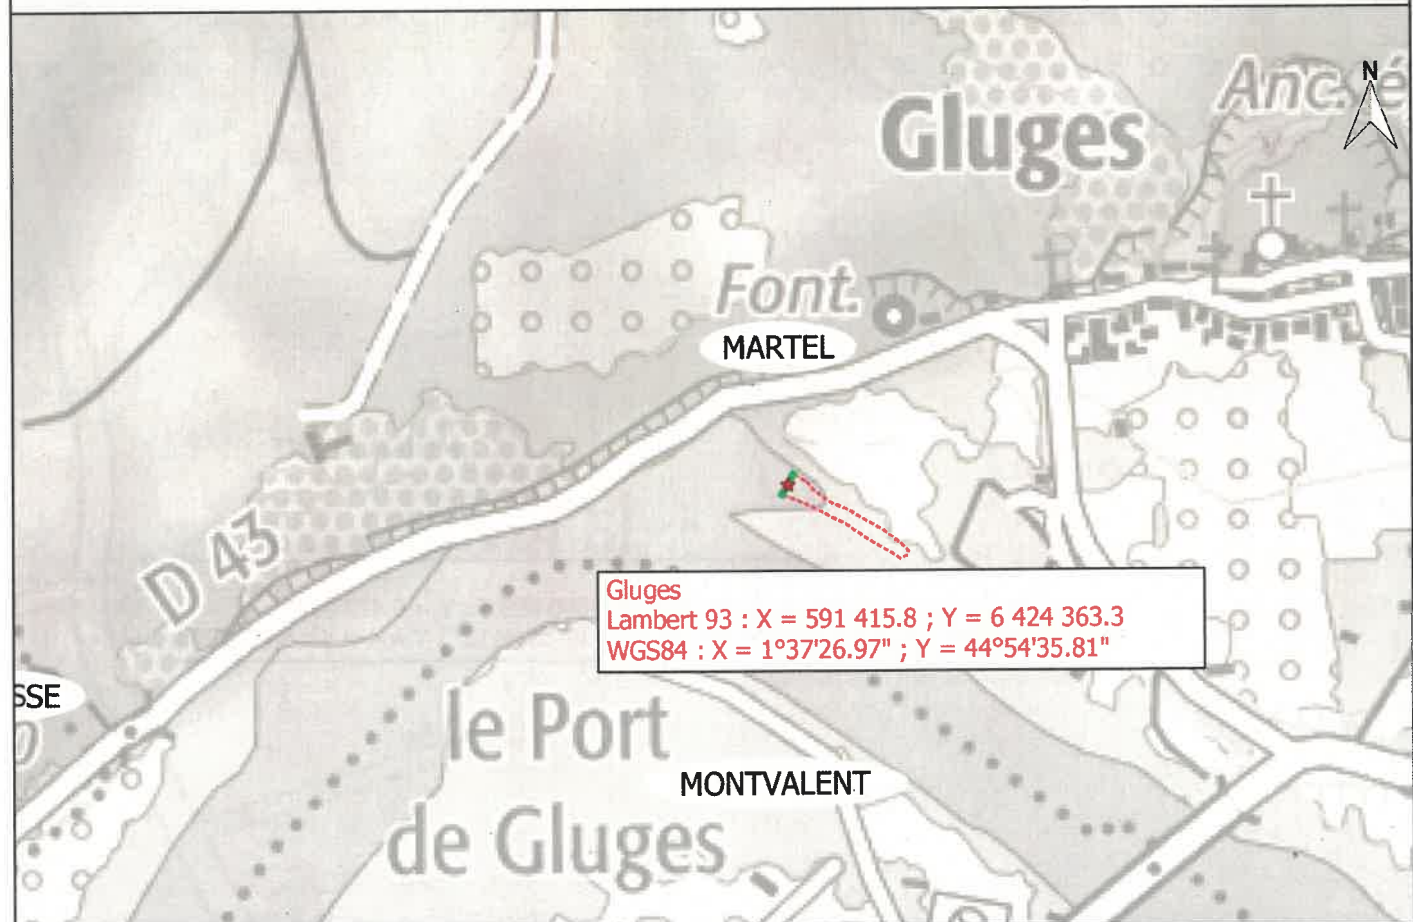 Gluges
Anc. é
N
Font.
MARTEL
D 43
Gluges
Lambert 93 : X = 591 415.8 ; Y = 6 424 363.3
WGS84 : X = 1°37'26.97" ; Y = 44°54'35.81"
SSE
le Port
MONTVALENT
de Gluges